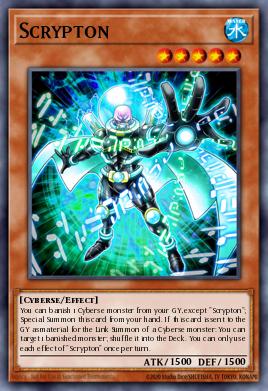 SCRYPTON
WATER
水
[CYBERSE/EFFECT]
You can banish 1 Cyberse monster from your GY, except "Scrypton";
Special Summon this card from your hand. If this card is sent to the
GY as material for the Link Summon of a Cyberse monster: You can
target 1 banished monster; shuffle it into the Deck. You can only use
each effect of "Scrypton" once per turn.
ATK/1500 DEF/1500
©2020 Studio Dice/SHUEISHA, TV TOKYO, KONAMI